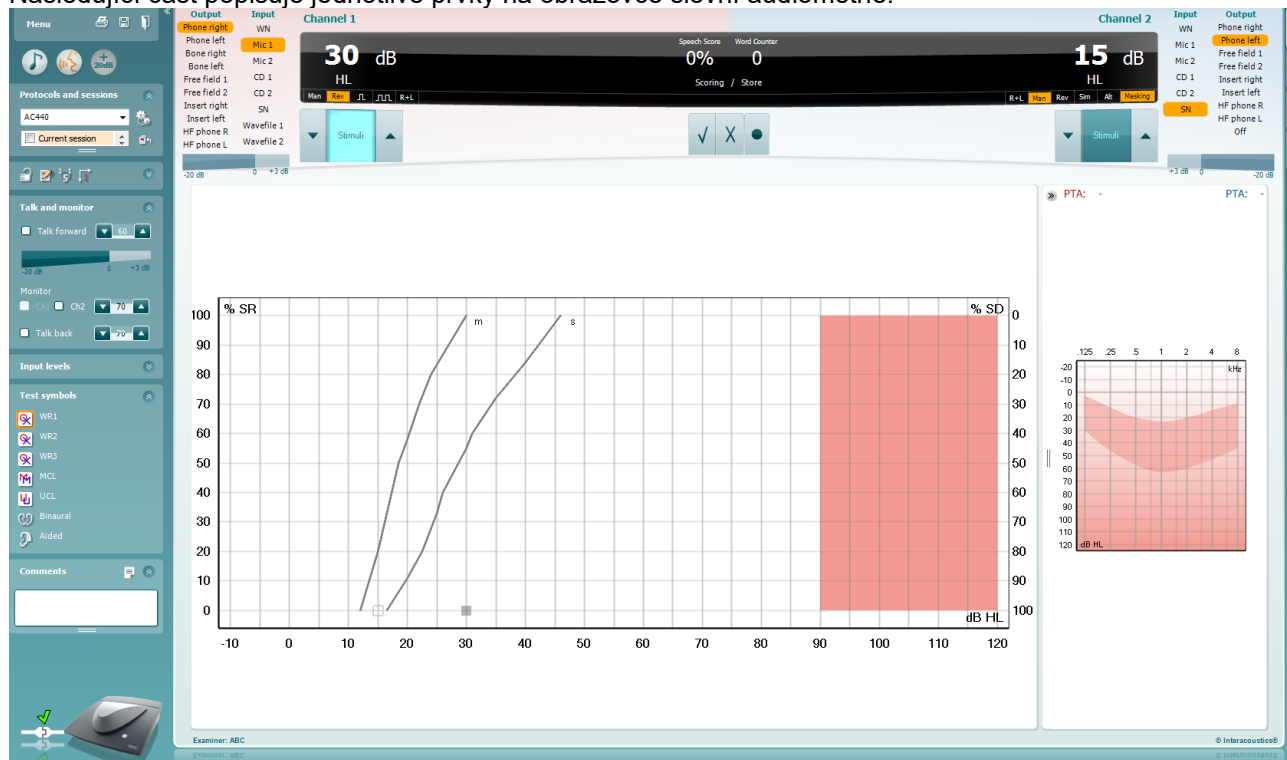 Následující část popisuje jednotlivé prvky na obrazovce slovní audiometrie:
Menu
20dB
Protocols and sessions
AC440
Current session
Talk and monitor
Talk forward 60
-20 dB 0 +3 dB
Monitor
Ch1 Ch2 70
Talk back 70
Input levels
Test symbols
WR1
WR2
WR3
MCL
UCL
Binaural
Aided
Comments
Output
Phone right
Phone left
Bone right
Bone left
Free field 1
Free field 2
Insert right
Insert left
HF phone R
HF phone L
Input
WN
Mic 1
Mic 2
CD 1
CD 2
SN
Wavefile 1
Wavefile 2
-20 dB 0 +3 dB
Channel 1
30 dB
HL
Man Rev R+L
Stimuli
Speech Score Word Counter
0% 0
Scoring / Store
Channel 2
15 dB
HL
R+L Man Rev Sim Alt Masking
Stimuli
Input
WN
Mic 1
Mic 2
CD 1
CD 2
SN
Output
Phone right
Phone left
Free field 1
Free field 2
Insert right
Insert left
HF phone R
HF phone L
Off
+3 dB 0 -20 dB
% SR % SD
m s
100 0
90 10
80 20
70 30
60 40
50 50
40 60
30 70
20 80
10 90
0 100
dB HL
-10 0 10 20 30 40 50 60 70 80 90 100 110 120
PTA: - PTA: -
.125 .25 .5 1 2 4 8
kHz
-20
-10
0
10
20
30
40
50
60
70
80
90
100
110
120 dB HL
Examiner: ABC © Interacoustics®